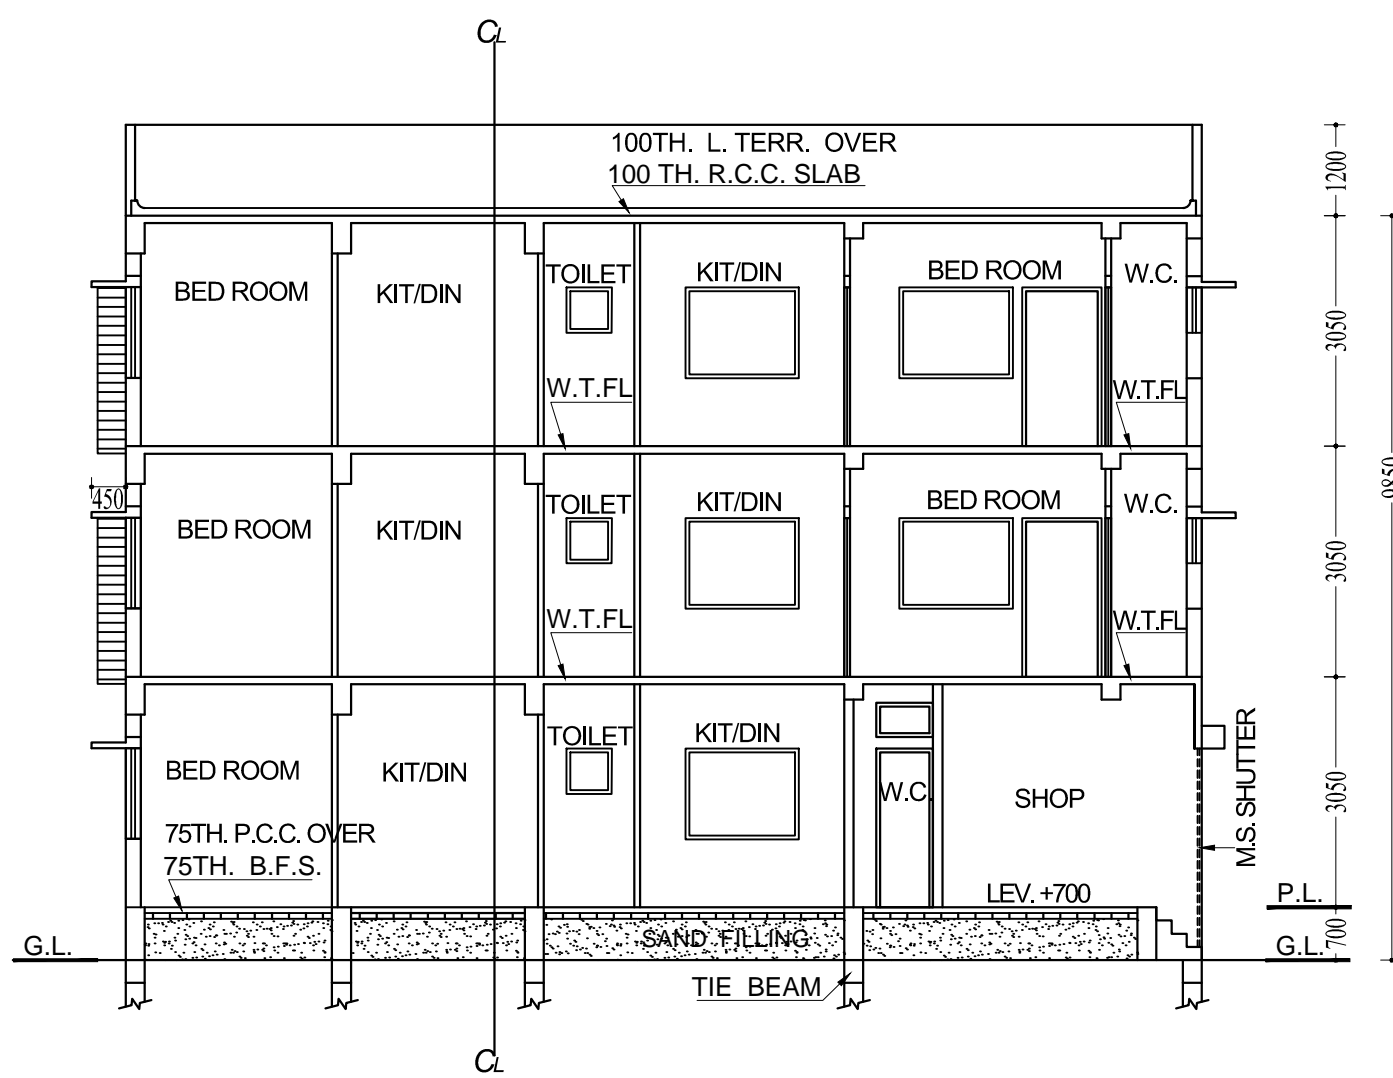 CL
100TH. L. TERR. OVER
100 TH. R.C.C. SLAB
1200
BED ROOM
KIT/DIN
TOILET
KIT/DIN
BED ROOM
W.C.
3050
W.T.FL
W.T.FL
450
BED ROOM
KIT/DIN
TOILET
KIT/DIN
BED ROOM
W.C.
9850
3050
W.T.FL
W.T.FL
BED ROOM
KIT/DIN
TOILET
KIT/DIN
W.C.
SHOP
M.S. SHUTTER
3050
75TH. P.C.C. OVER
75TH. B.F.S.
LEV. +700
P.L.
SAND FILLING
700
G.L.
G.L.
TIE BEAM
CL